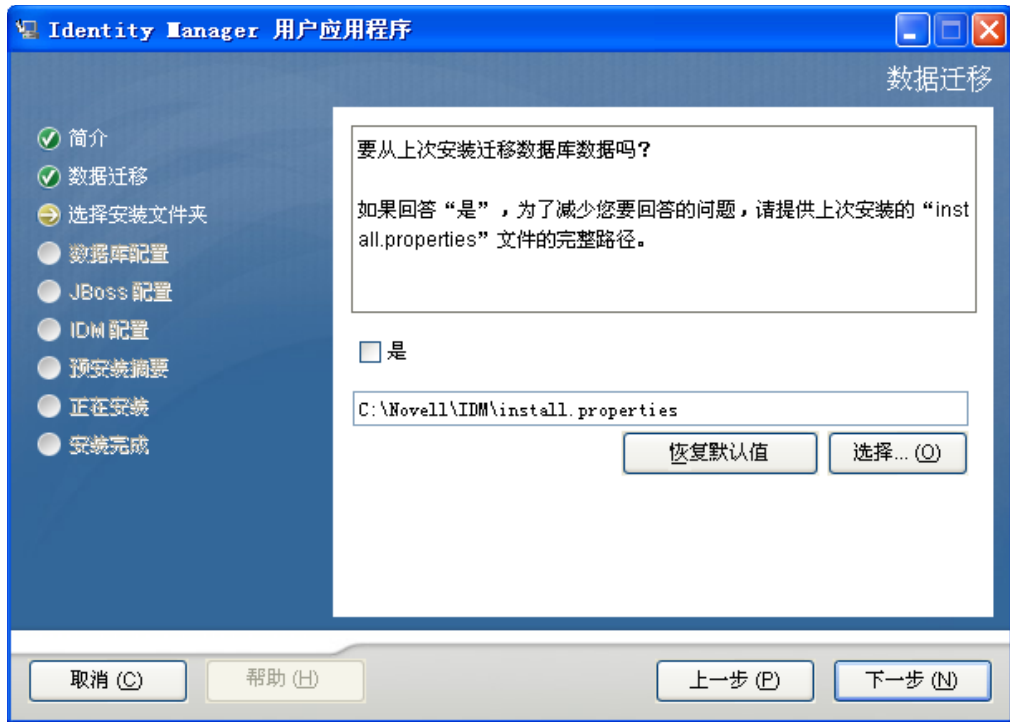 Identity Manager 用户应用程序
数据迁移
简介
数据迁移
选择安装文件夹
数据库配置
JBoss 配置
IDM 配置
预安装摘要
正在安装
安装完成
要从上次安装迁移数据库数据吗?
如果回答“是”,为了减少您要回答的问题,请提供上次安装的“inst
all.properties”文件的完整路径。
是
C:\Novell\IDM\install.properties
恢复默认值
选择... (O)
取消 (C)
帮助 (H)
上一步 (P)
下一步 (N)